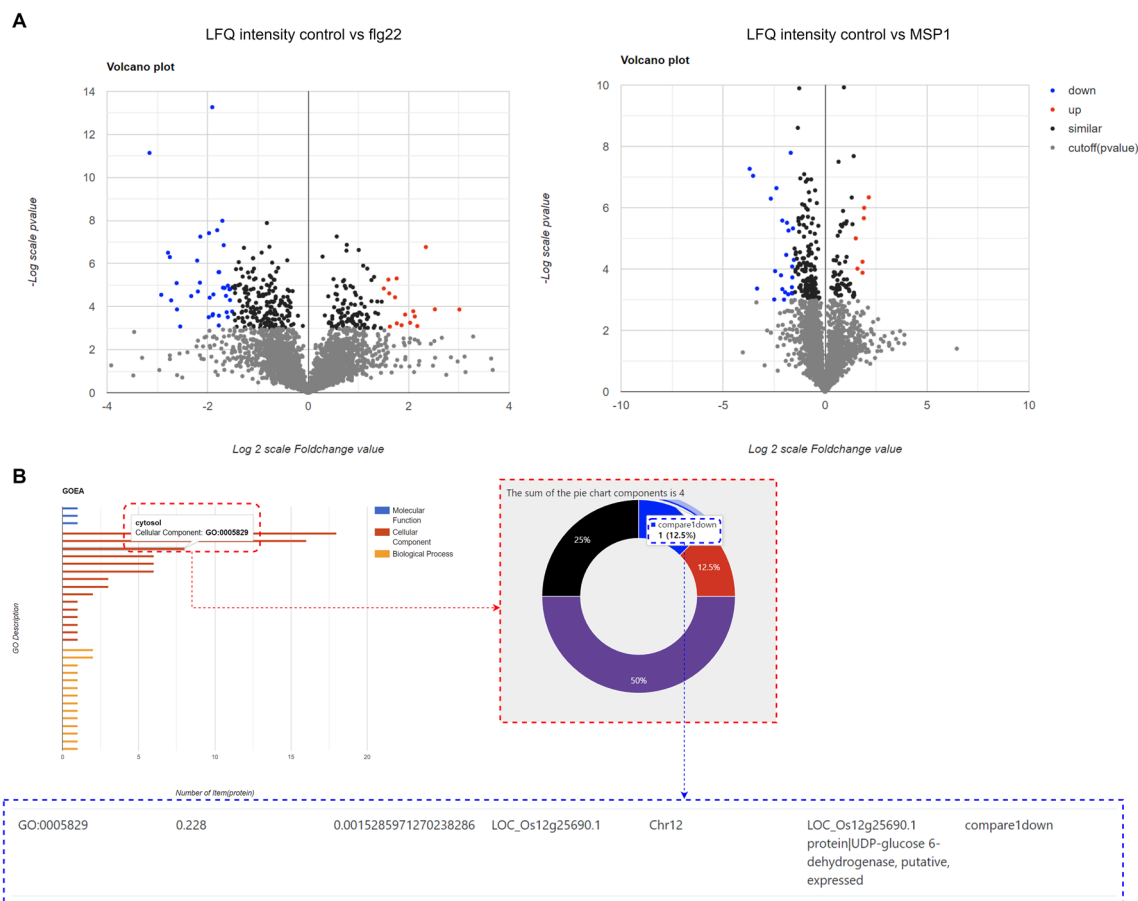 A
LFQ intensity control vs flg22
LFQ intensity control vs MSP1
Volcano plot
Volcano plot
14
12
10
8
6
4
2
0
-4
-2
0
2
4
-Log scale pvalue
Log 2 scale Foldchange value
10
8
6
4
2
0
-10
-5
0
5
10
-Log scale pvalue
Log 2 scale Foldchange value
down
up
similar
cutoff(pvalue)
B
GOEA
cytosol
Cellular Component: GO:0005829
Molecular
Function
Cellular
Component
Biological Process
GO Description
0
5
10
15
20
Number of Item(protein)
The sum of the pie chart components is 4
compare1down
1 (12.5%)
25%
12.5%
50%
GO:0005829 0.228 0.0015285971270238286 LOC_Os12g25690.1 Chr12 LOC_Os12g25690.1 compare1down
protein|UDP-glucose 6-
dehydrogenase, putative,
expressed